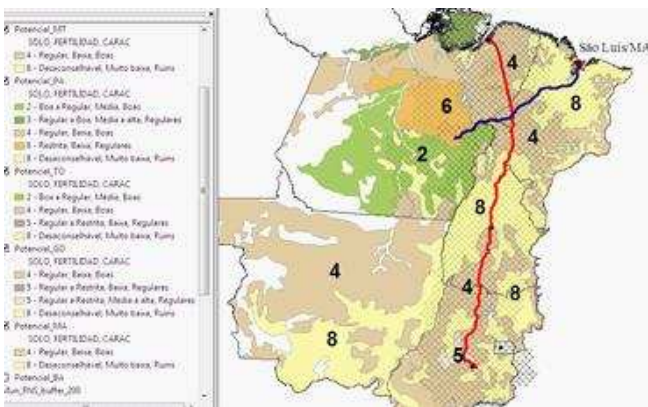 Potencial_MT
SOLO, FERTILIDAD, CARAC
4 - Regular, Baixa, Boas
8 - Desaconselhável, Muito baixa, Ruins
Potencial_PA
SOLO, FERTILIDAD, CARAC
2 - Boa a Regular, Média, Boas
3 - Regular a Boa, Média a alta, Regulares
4 - Regular, Baixa, Boas
6 - Restrita, Baixa, Regulares
8 - Desaconselhável, Muito baixa, Ruins
Potencial_TO
SOLO, FERTILIDAD, CARAC
2 - Boa a Regular, Média, Boas
4 - Regular, Baixa, Boas
5 - Regular a Restrita, Baixa, Regulares
8 - Desaconselhável, Muito baixa, Ruins
Potencial_GO
SOLO, FERTILIDAD, CARAC
4 - Regular, Baixa, Boas
5 - Regular a Restrita, Baixa, Regulares
5 - Regular a Restrita, Média a alta, Regulares
8 - Desaconselhável, Muito baixa, Ruins
Potencial_MA
SOLO, FERTILIDAD, CARAC
4 - Regular, Baixa, Boas
8 - Desaconselhável, Muito baixa, Ruins
Potencial_BA
Mun_FNS_buffer_200
São Luís/MA
4
8
6
4
2
8
4
4
8
8
5